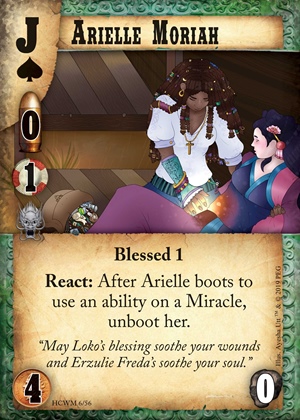 J
Arielle Moriah
0
1
Blessed 1
React: After Arielle boots to
use an ability on a Miracle,
unboot her.
“May Loko’s blessing soothe your wounds
and Erzulie Freda’s soothe your soul.”
4
HCWM 6/56
0